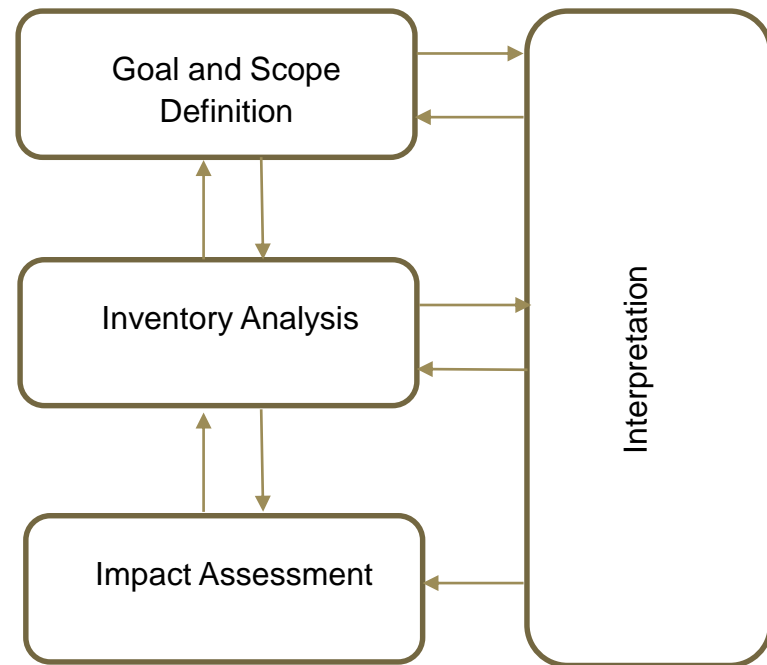 Goal and Scope
Definition
Inventory Analysis
Impact Assessment
Interpretation